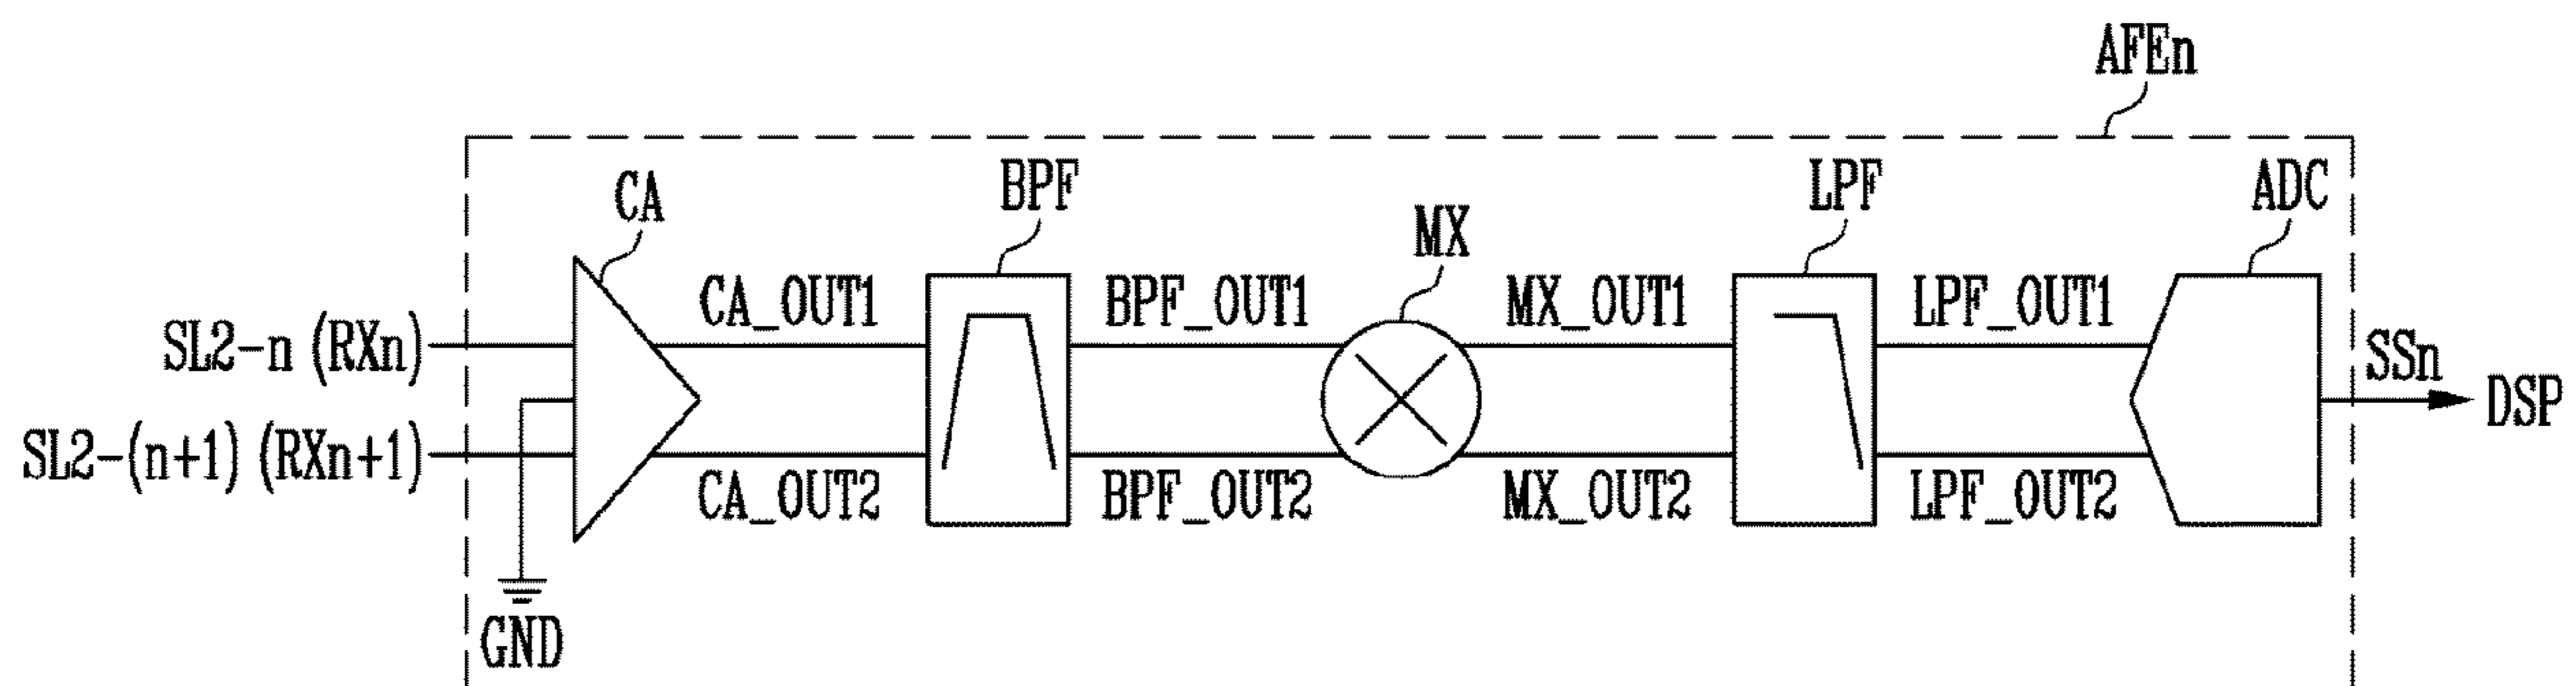 AFEn
CA
BPF
MX
LPF
ADC
SL2-n (RXn)
CA_OUT1
BPF_OUT1
MX_OUT1
LPF_OUT1
SSn
DSP
SL2-(n+1) (RXn+1)
CA_OUT2
BPF_OUT2
MX_OUT2
LPF_OUT2
GND